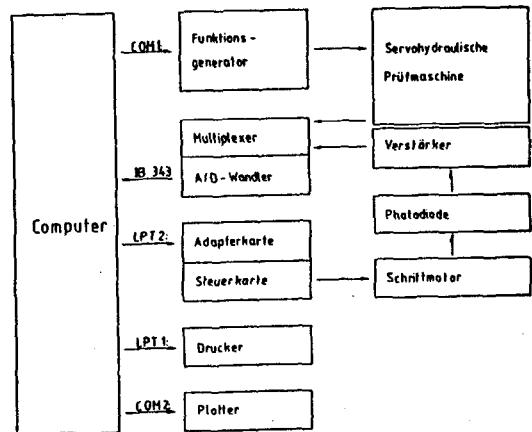 COM1:
Funktions-
generator
Servohydraulische
Prüfmaschine
Multiplexer
Verstärker
IB 343
A/D-Wandler
Photodiode
Computer
LPT2:
Adapferkarte
Steuerkarte
Schrittmotor
LPT1:
Drucker
COM2:
Plotter